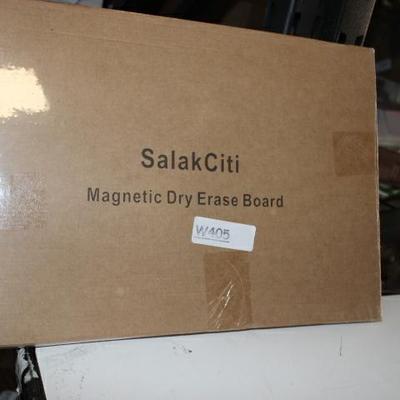 SalakCiti
Magnetic Dry Erase Board
W405